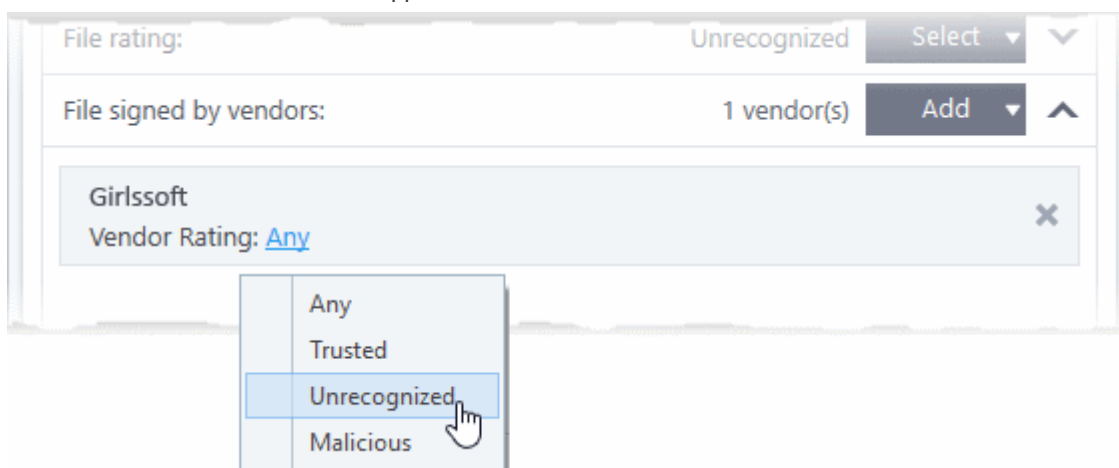 File rating: Unrecognized Select
File signed by vendors: 1 vendor(s) Add
Girlssoft
Vendor Rating: Any
Any
Trusted
Unrecognized
Malicious